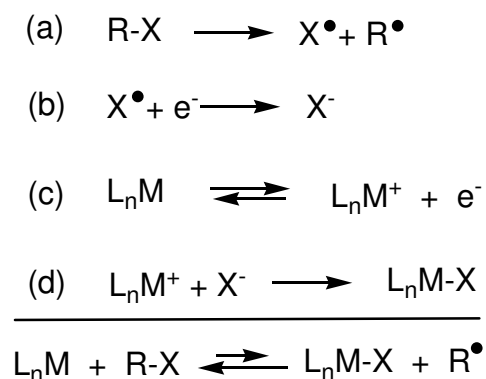 (a) R-X ⟶ X•+ R•
(b) X•+ e⁻ ⟶ X⁻
(c) LₙM ⇌ LₙM⁺ + e⁻
(d) LₙM⁺ + X⁻ ⟶ LₙM-X
LₙM + R-X ⇌ LₙM-X + R•